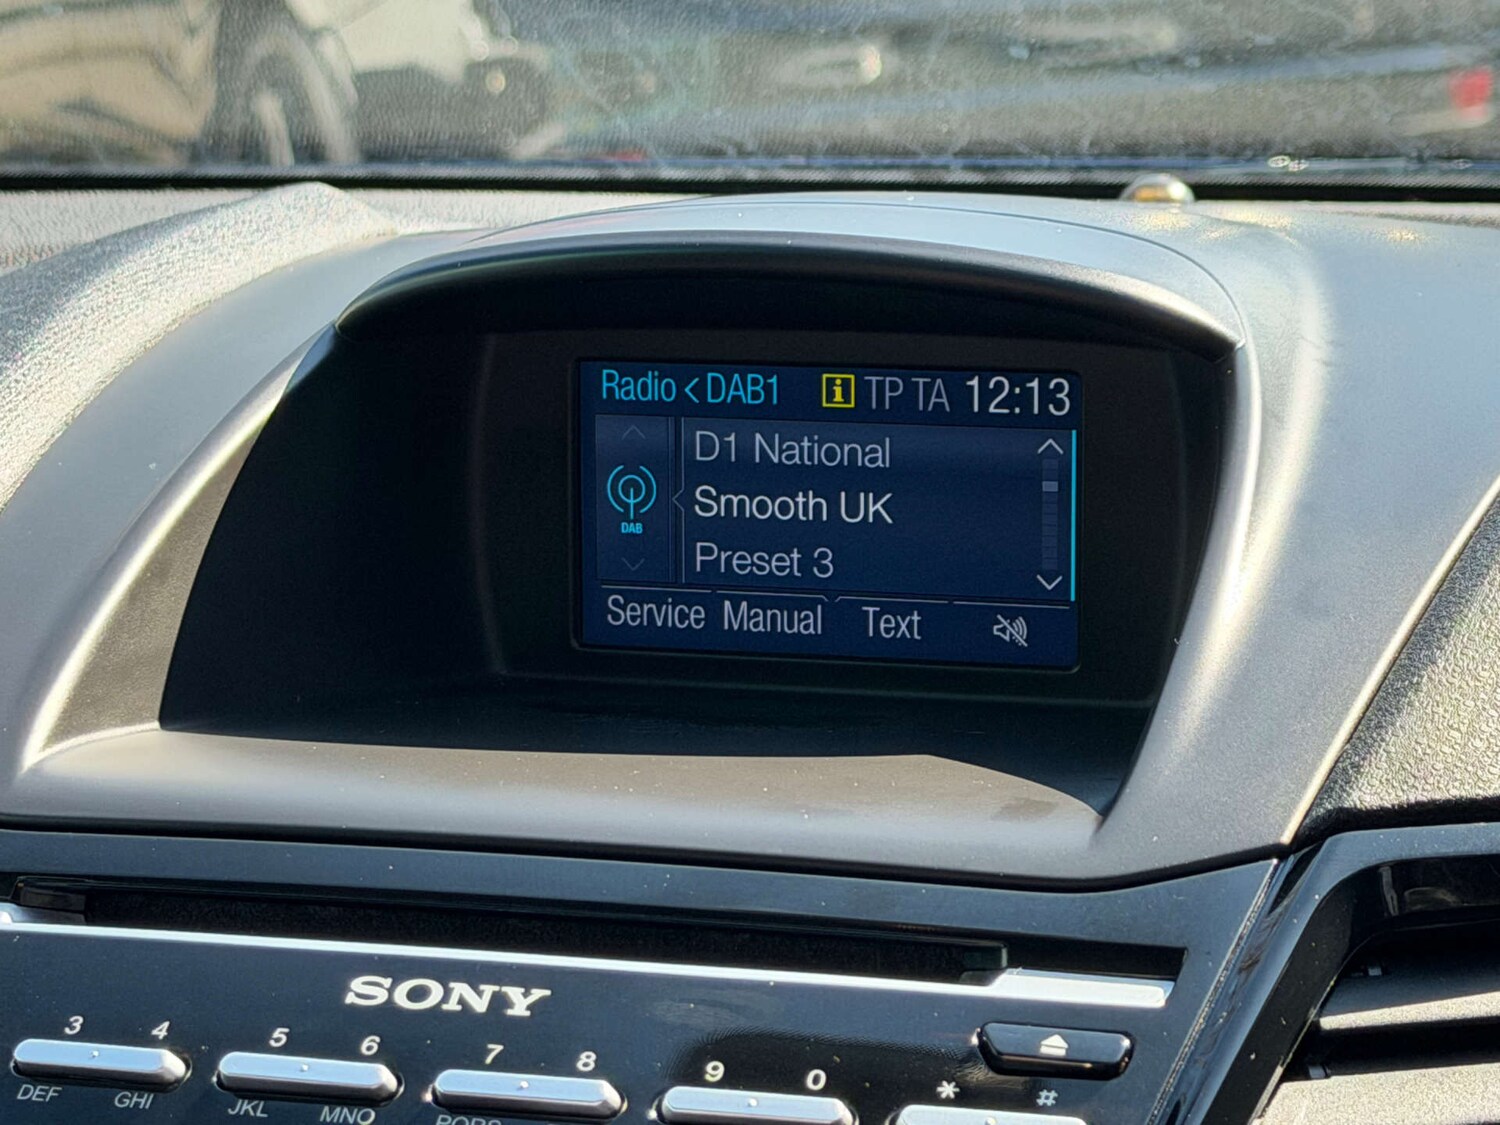 Radio < DAB1 i TP TA 12:13
D1 National
Smooth UK
DAB
Preset 3
Service Manual Text
SONY
3 4 5 6 7 8 9 0 * #
DEF GHI JKL MNO PQRS